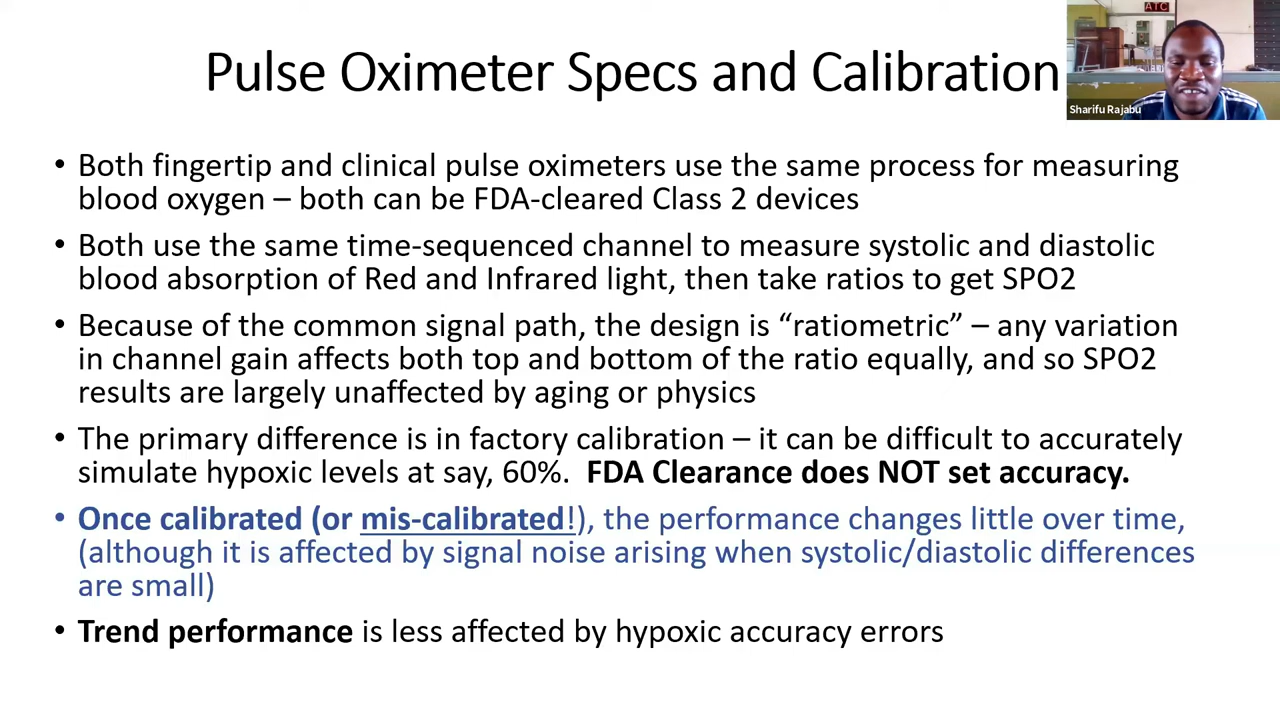 ATC
Pulse Oximeter Specs and Calibration
Sharifu Rajabu
• Both fingertip and clinical pulse oximeters use the same process for measuring
blood oxygen – both can be FDA-cleared Class 2 devices
• Both use the same time-sequenced channel to measure systolic and diastolic
blood absorption of Red and Infrared light, then take ratios to get SPO2
• Because of the common signal path, the design is “ratiometric” – any variation
in channel gain affects both top and bottom of the ratio equally, and so SPO2
results are largely unaffected by aging or physics
• The primary difference is in factory calibration – it can be difficult to accurately
simulate hypoxic levels at say, 60%.  FDA Clearance does NOT set accuracy.
• Once calibrated (or mis-calibrated!), the performance changes little over time,
(although it is affected by signal noise arising when systolic/diastolic differences
are small)
• Trend performance is less affected by hypoxic accuracy errors